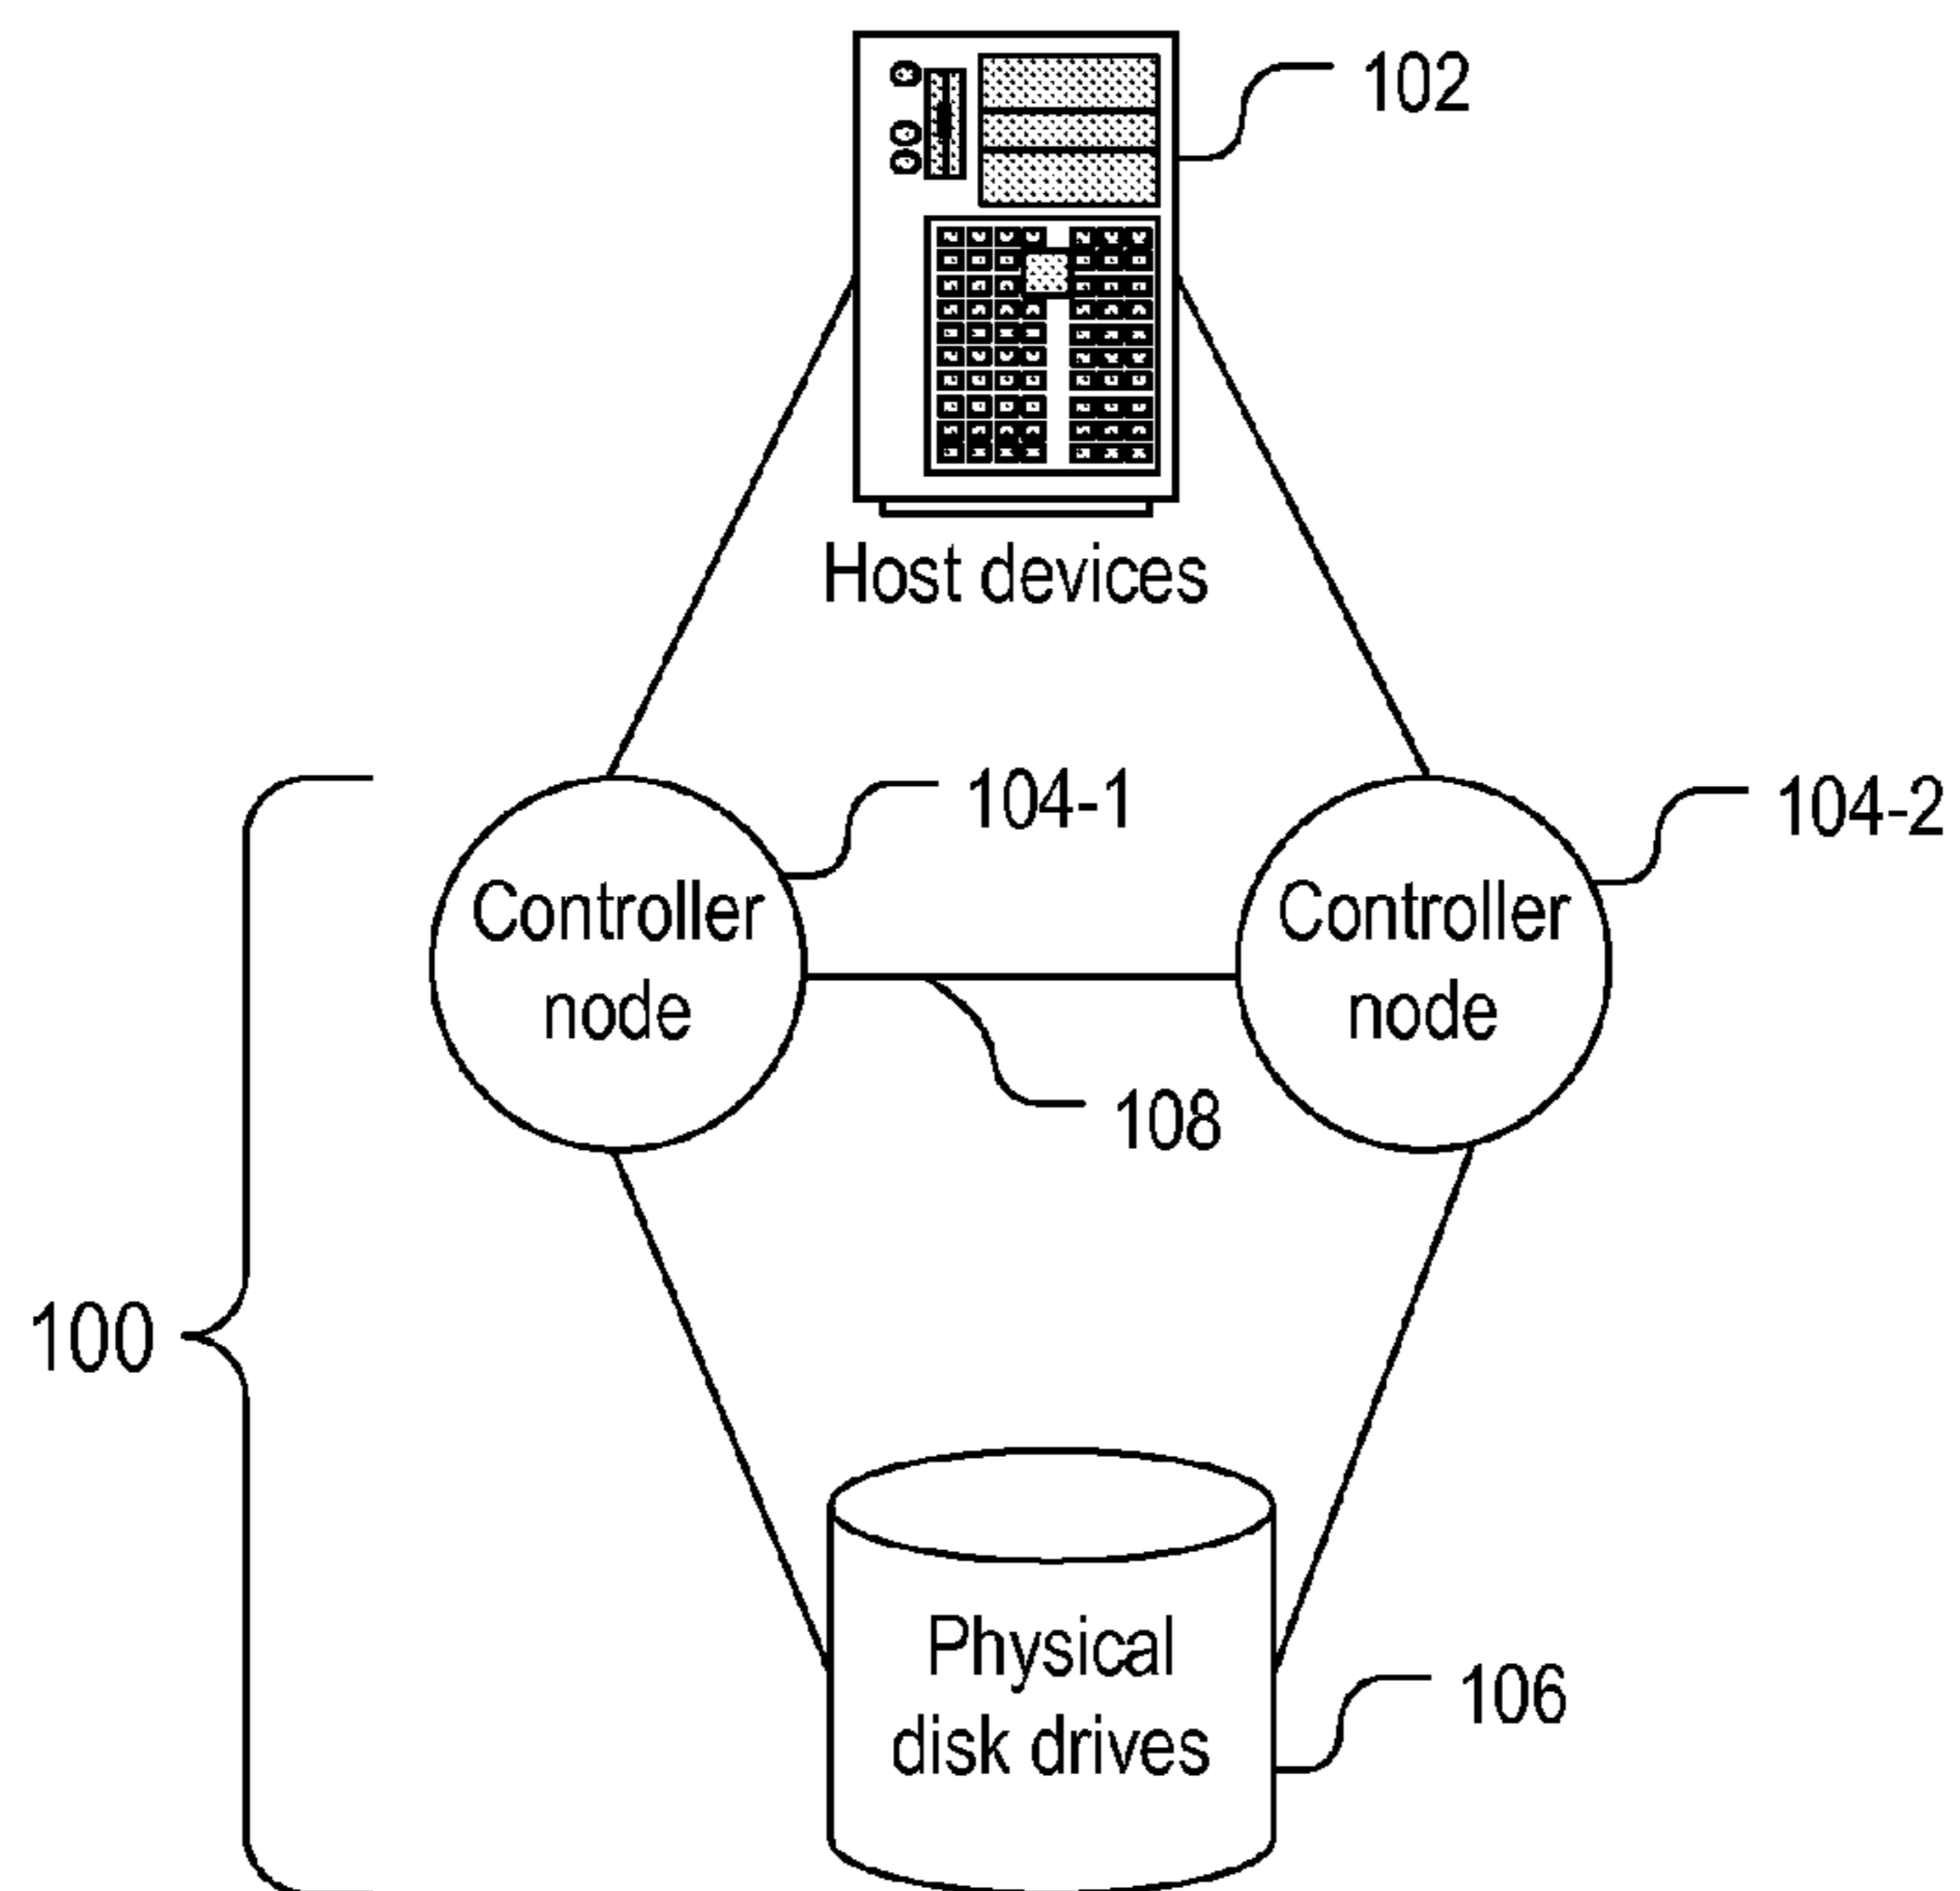 102
Host devices
104-1
104-2
Controller
node
Controller
node
108
100
Physical
disk drives
106